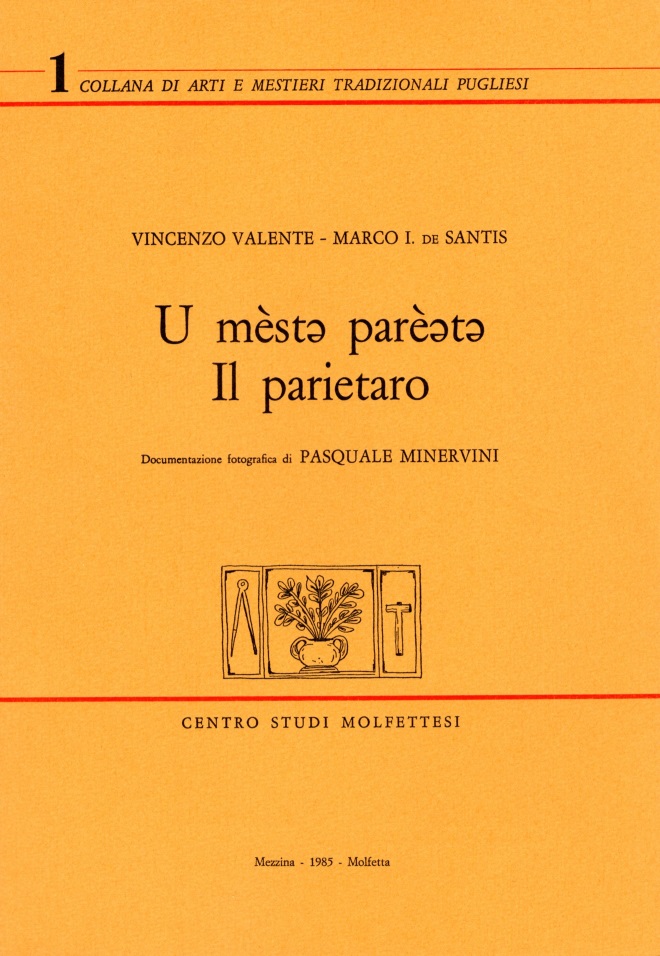 1 COLLANA DI ARTI E MESTIERI TRADIZIONALI PUGLIESI
VINCENZO VALENTE - MARCO I. DE SANTIS
U mèstə parèətə
Il parietaro
Documentazione fotografica di PASQUALE MINERVINI
CENTRO STUDI MOLFETTESI
Mezzina - 1985 - Molfetta